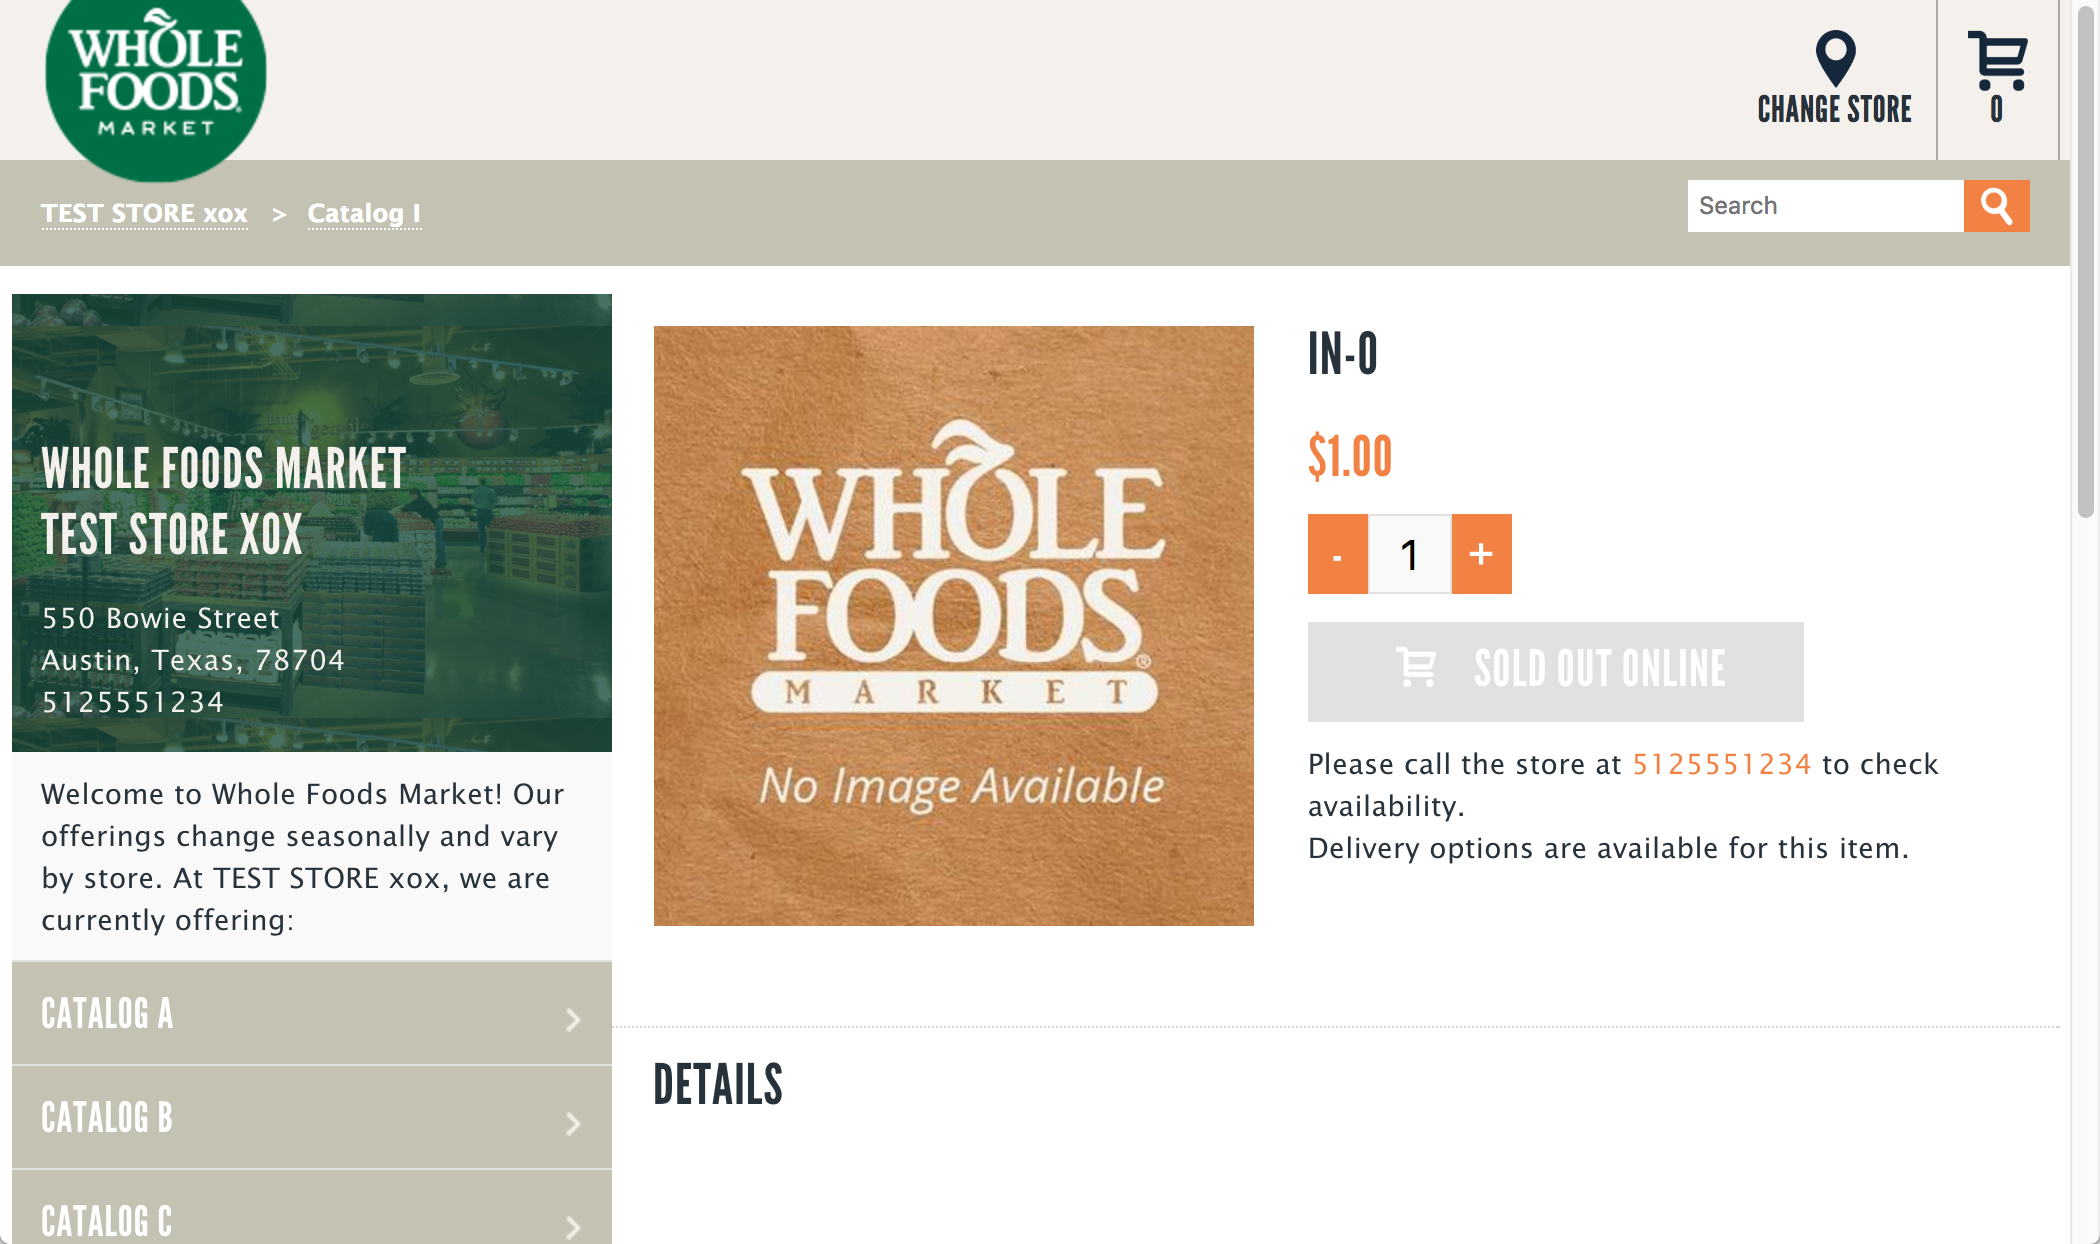 WHOLE
FOODS
MARKET
CHANGE STORE
0
TEST STORE xox > Catalog I
Search
WHOLE FOODS MARKET
TEST STORE XOX
550 Bowie Street
Austin, Texas, 78704
5125551234
Welcome to Whole Foods Market! Our
offerings change seasonally and vary
by store. At TEST STORE xox, we are
currently offering:
CATALOG A
CATALOG B
CATALOG C
WHOLE
FOODS®
MARKET
No Image Available
IN-0
$1.00
- 1 +
SOLD OUT ONLINE
Please call the store at 5125551234 to check
availability.
Delivery options are available for this item.
DETAILS